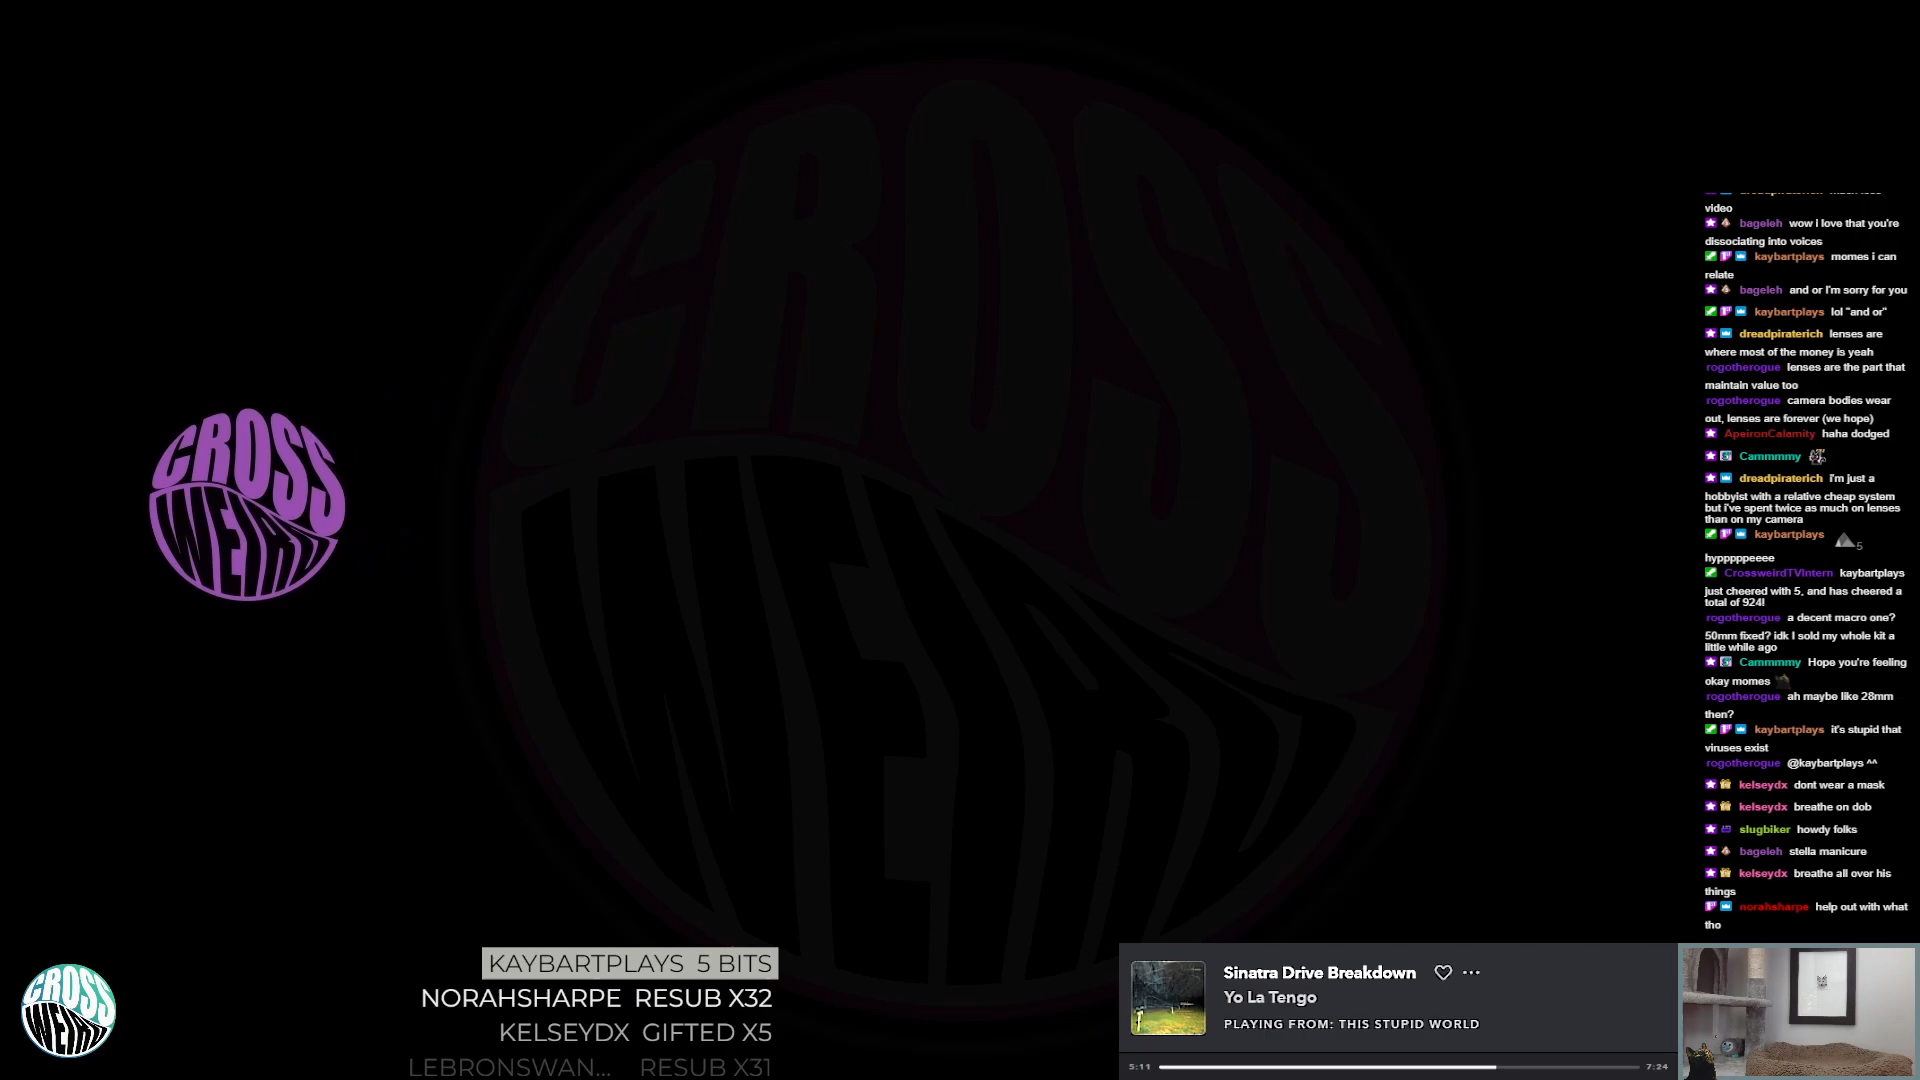 CROSS
WEIRD
CROSS
WEIRD
video
bageleh wow i love that you're
dissociating into voices
kaybartplays momes i can
relate
bageleh and or I'm sorry for you
kaybartplays lol "and or"
dreadpiraterich lenses are
where most of the money is yeah
rogotherogue lenses are the part that
maintain value too
rogotherogue camera bodies wear
out, lenses are forever (we hope)
ApeironCalamity haha dodged
Cammmmy
dreadpiraterich i'm just a
hobbyist with a relative cheap system
but i've spent twice as much on lenses
than on my camera
kaybartplays 5
hypppppeeee
CrossweirdTVIntern kaybartplays
just cheered with 5, and has cheered a
total of 924!
rogotherogue a decent macro one?
50mm fixed? idk I sold my whole kit a
little while ago
Cammmmy Hope you're feeling
okay momes
rogotherogue ah maybe like 28mm
then?
kaybartplays it's stupid that
viruses exist
rogotherogue @kaybartplays ^^
kelseydx dont wear a mask
kelseydx breathe on dob
slugbiker howdy folks
bageleh stella manicure
kelseydx breathe all over his
things
norahsharpe help out with what
tho
CROSS
WEIRD
KAYBARTPLAYS 5 BITS
NORAHSHARPE RESUB X32
KELSEYDX GIFTED X5
LEBRONSWAN... RESUB X31
Sinatra Drive Breakdown
Yo La Tengo
PLAYING FROM: THIS STUPID WORLD
5:11 7:24